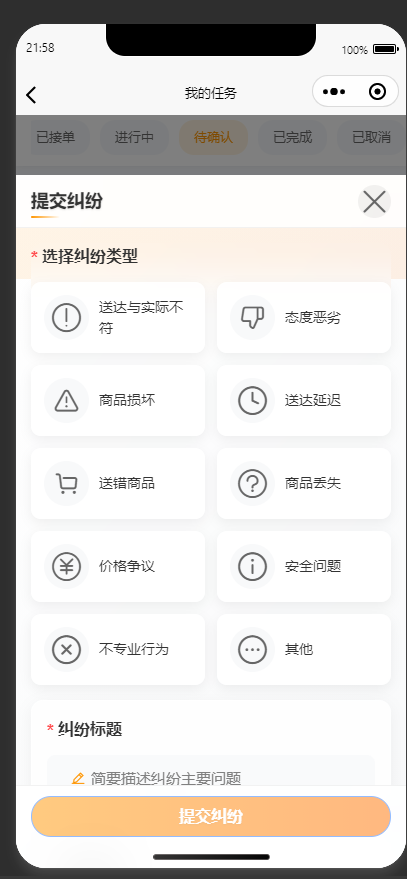 21:58
100%
我的任务
已接单 进行中 待确认 已完成 已取消
提交纠纷
* 选择纠纷类型
送达与实际不
符
态度恶劣
商品损坏
送达延迟
送错商品
商品丢失
价格争议
安全问题
不专业行为
其他
* 纠纷标题
简要描述纠纷主要问题
提交纠纷